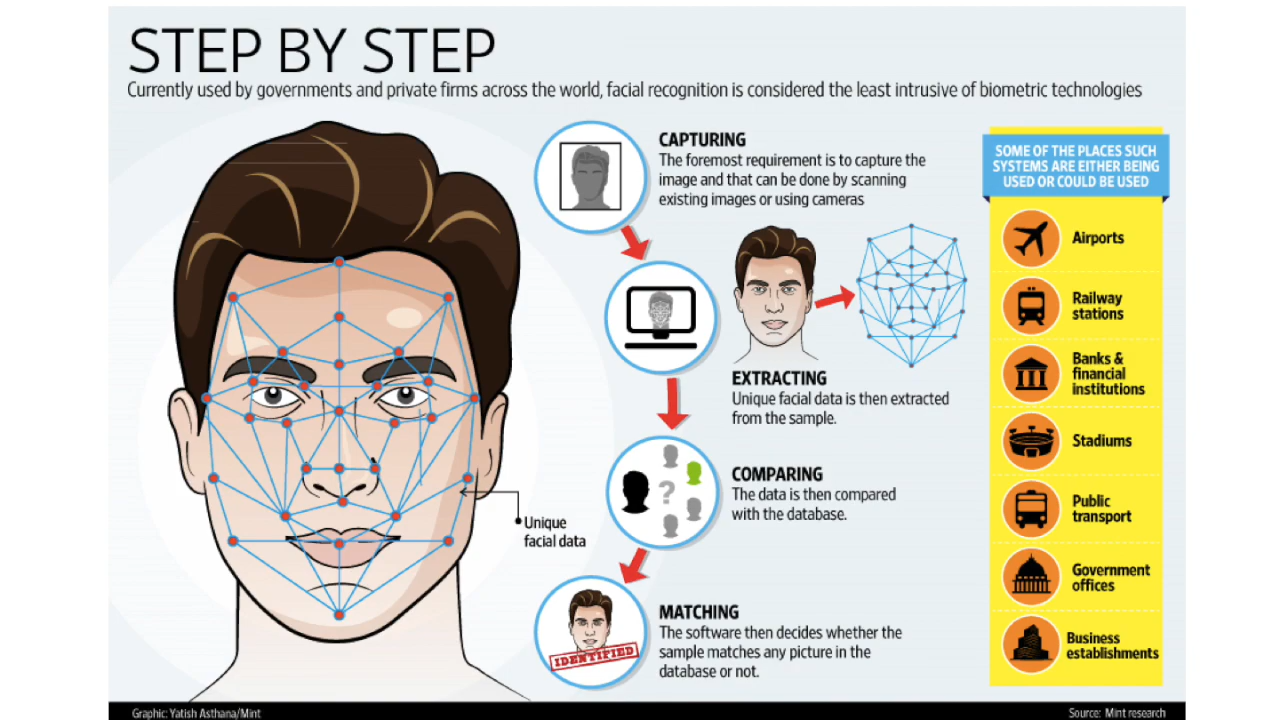 STEP BY STEP
Currently used by governments and private firms across the world, facial recognition is considered the least intrusive of biometric technologies
CAPTURING
The foremost requirement is to capture the
image and that can be done by scanning
existing images or using cameras
EXTRACTING
Unique facial data is then extracted
from the sample.
COMPARING
The data is then compared
with the database.
?
Unique
facial data
MATCHING
The software then decides whether the
sample matches any picture in the
database or not.
IDENTIFIED
SOME OF THE PLACES SUCH
SYSTEMS ARE EITHER BEING
USED OR COULD BE USED
Airports
Railway
stations
Banks &
financial
institutions
Stadiums
Public
transport
Government
offices
Business
establishments
Graphic: Yatish Asthana/Mint
Source: Mint research